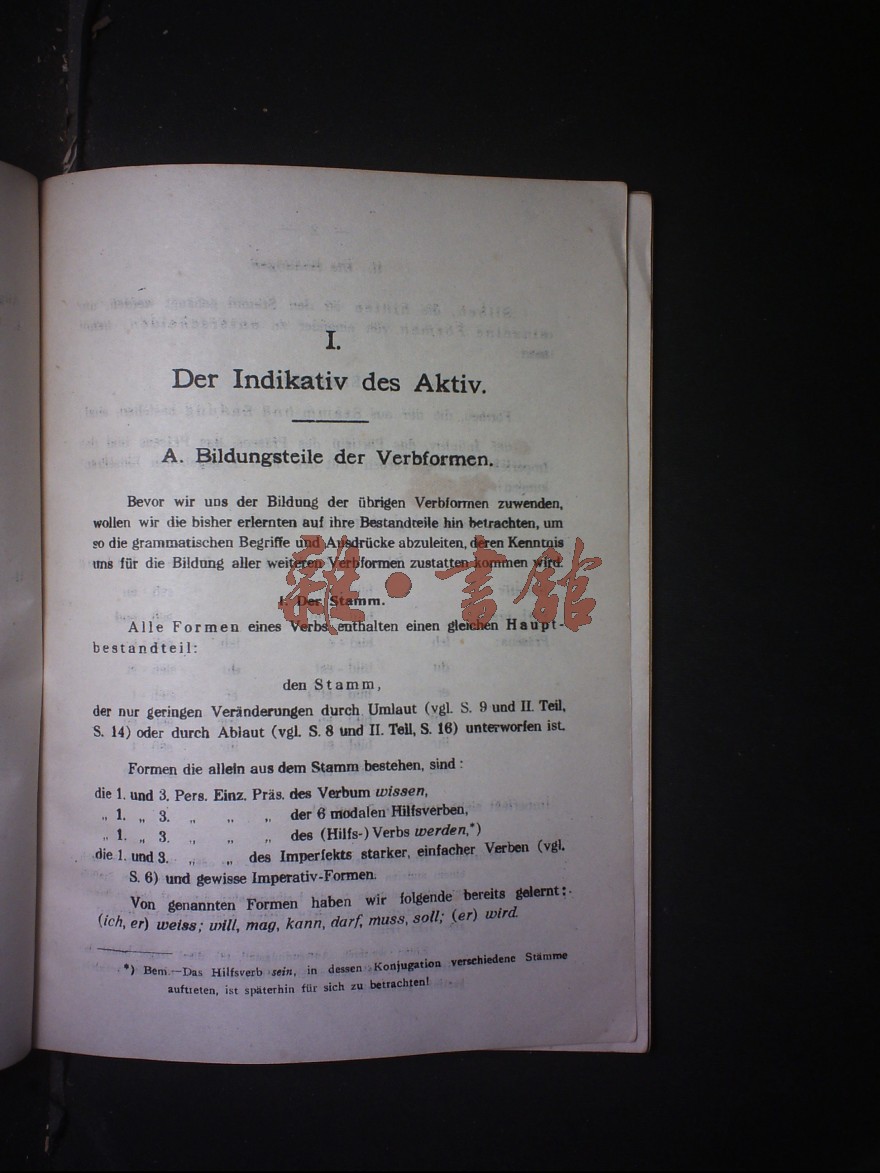 I.
Der Indikativ des Aktiv.
A. Bildungsteile der Verbformen.
Bevor wir uns der Bildung der übrigen Verbformen zuwenden,
wollen wir die bisher erlernten auf ihre Bestandteile hin betrachten, um
so die grammatischen Begriffe und Ausdrücke abzuleiten, deren Kenntnis
uns für die Bildung aller weiteren Verbformen zustatten kommen wird.
雜·書館
1. Der Stamm.
Alle Formen eines Verbs enthalten einen gleichen Haupt-
bestandteil:
den Stamm,
der nur geringen Veränderungen durch Umlaut (vgl. S. 9 und II. Teil,
S. 14) oder durch Ablaut (vgl. S. 8 und II. Teil, S. 16) unterworfen ist.
Formen die allein aus dem Stamm bestehen, sind:
die 1. und 3. Pers. Einz. Präs. des Verbum wissen,
„ 1. „ 3. „ „ „ der 6 modalen Hilfsverben,
„ 1. „ 3. „ „ „ des (Hilfs-) Verbs werden,*)
die 1. und 3. „ „ des Imperfekts starker, einfacher Verben (vgl.
S. 6) und gewisse Imperativ-Formen.
Von genannten Formen haben wir folgende bereits gelernt:
(ich, er) weiss; will, mag, kann, darf, muss, soll; (er) wird.
*) Bem.—Das Hilfsverb sein, in dessen Konjugation verschiedene Stämme
auftreten, ist späterhin für sich zu betrachten!